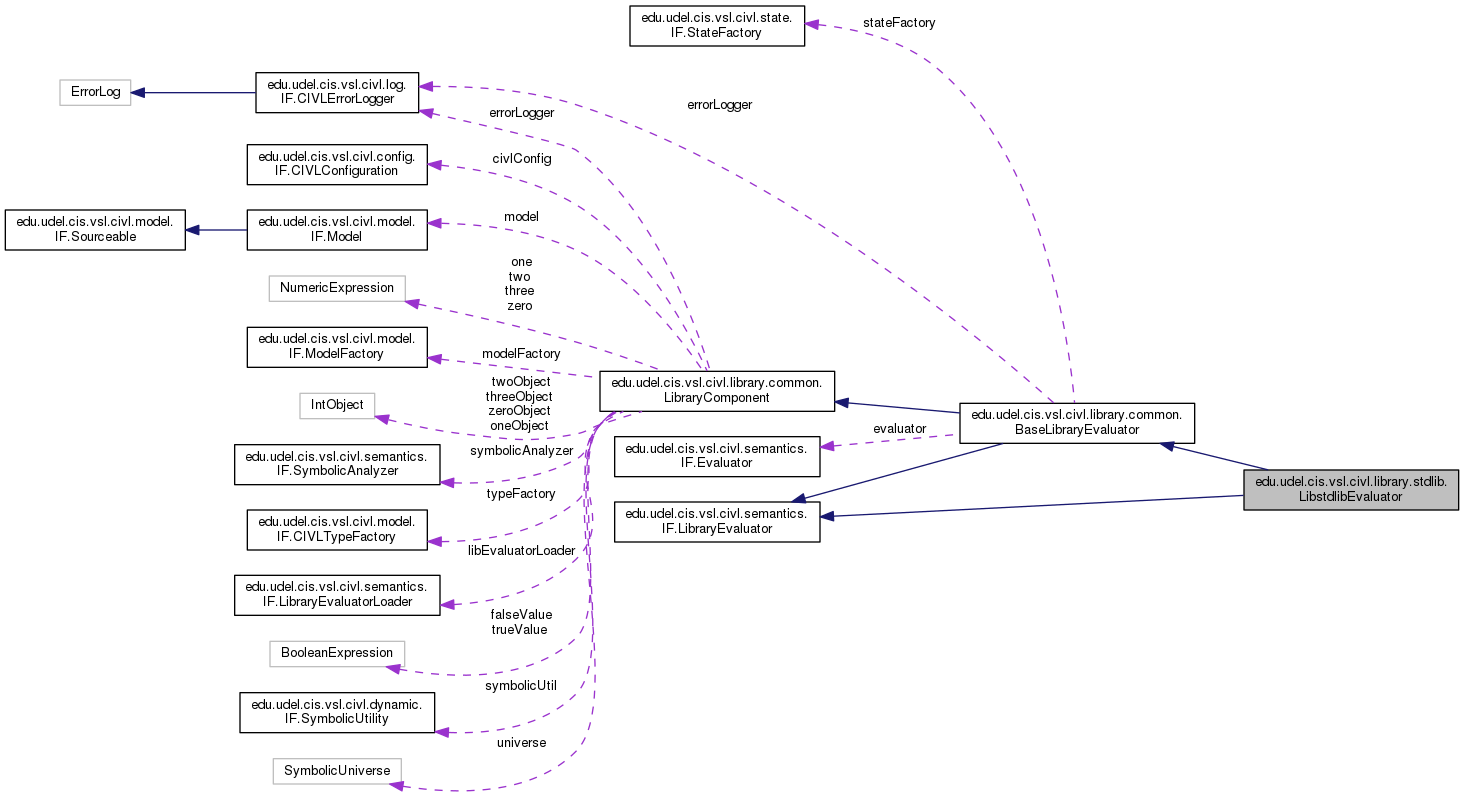 edu.udel.cis.vsl.civl.state.
IF.StateFactory
stateFactory
ErrorLog
edu.udel.cis.vsl.civl.log.
IF.CIVLErrorLogger
errorLogger
errorLogger
edu.udel.cis.vsl.civl.config.
IF.CIVLConfiguration
civlConfig
edu.udel.cis.vsl.civl.model.
IF.Sourceable
edu.udel.cis.vsl.civl.model.
IF.Model
model
NumericExpression
one
two
three
zero
edu.udel.cis.vsl.civl.model.
IF.ModelFactory
modelFactory
IntObject
twoObject
threeObject
zeroObject
oneObject
edu.udel.cis.vsl.civl.library.common.
LibraryComponent
edu.udel.cis.vsl.civl.library.common.
BaseLibraryEvaluator
evaluator
edu.udel.cis.vsl.civl.semantics.
IF.Evaluator
edu.udel.cis.vsl.civl.semantics.
IF.SymbolicAnalyzer
symbolicAnalyzer
edu.udel.cis.vsl.civl.library.stdlib.
LibstdlibEvaluator
edu.udel.cis.vsl.civl.semantics.
IF.LibraryEvaluator
edu.udel.cis.vsl.civl.model.
IF.CIVLTypeFactory
typeFactory
edu.udel.cis.vsl.civl.semantics.
IF.LibraryEvaluatorLoader
libEvaluatorLoader
BooleanExpression
falseValue
trueValue
edu.udel.cis.vsl.civl.dynamic.
IF.SymbolicUtility
symbolicUtil
SymbolicUniverse
universe